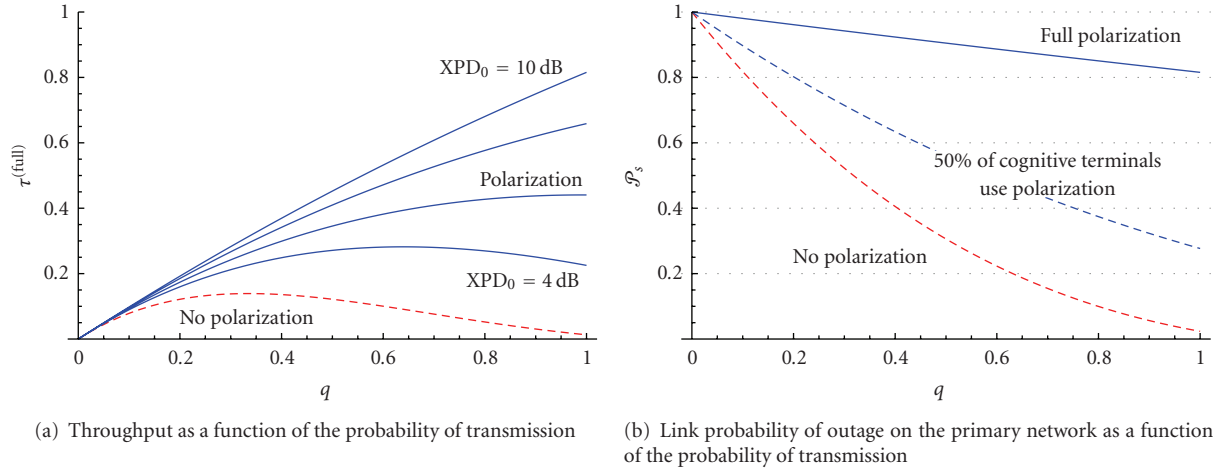 1
0.8
0.6
0.4
0.2
τ(full)
XPD₀ = 10 dB
Polarization
XPD₀ = 4 dB
No polarization
0 0.2 0.4 0.6 0.8 1
q
(a) Throughput as a function of the probability of transmission
1
0.8
0.6
0.4
0.2
𝒫s
Full polarization
50% of cognitive terminals
use polarization
No polarization
0 0.2 0.4 0.6 0.8 1
q
(b) Link probability of outage on the primary network as a function
of the probability of transmission